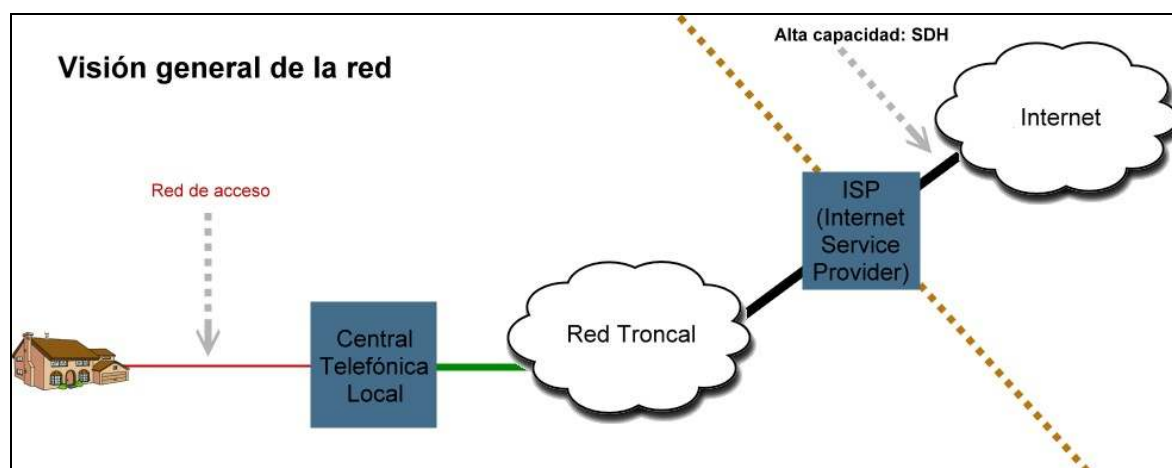 Visión general de la red
Alta capacidad: SDH
Internet
ISP
(Internet
Service
Provider)
Red de acceso
Red Troncal
Central
Telefónica
Local